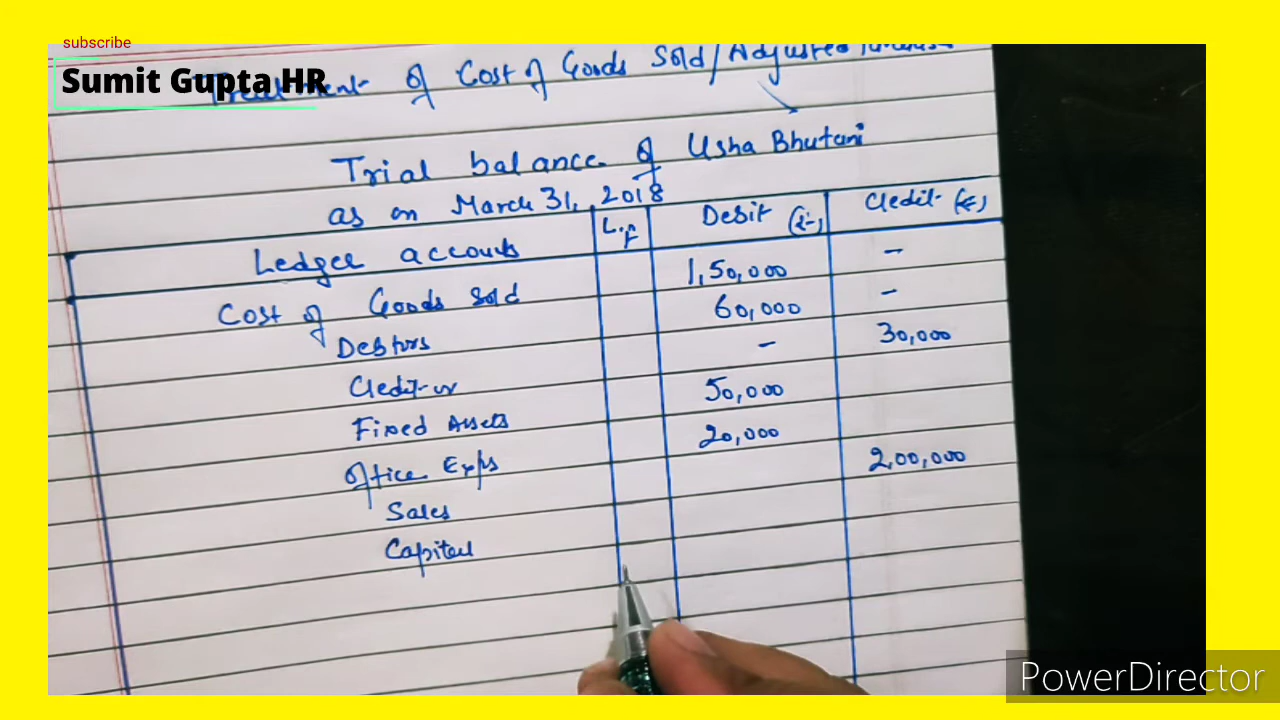 subscribe
Sumit Gupta HR
Treatment of Cost of Goods Sold/Adjusted
Trial balance of Usha Bhutani
as on March 31, 2018
Ledger accounts L.F Debit (₹) Credit (₹)
Cost of Goods Sold 1,50,000 -
Debtors 60,000 -
Creditor - 30,000
Fixed Assets 50,000
Office Exps 20,000
Sales 2,00,000
Capital
PowerDirector